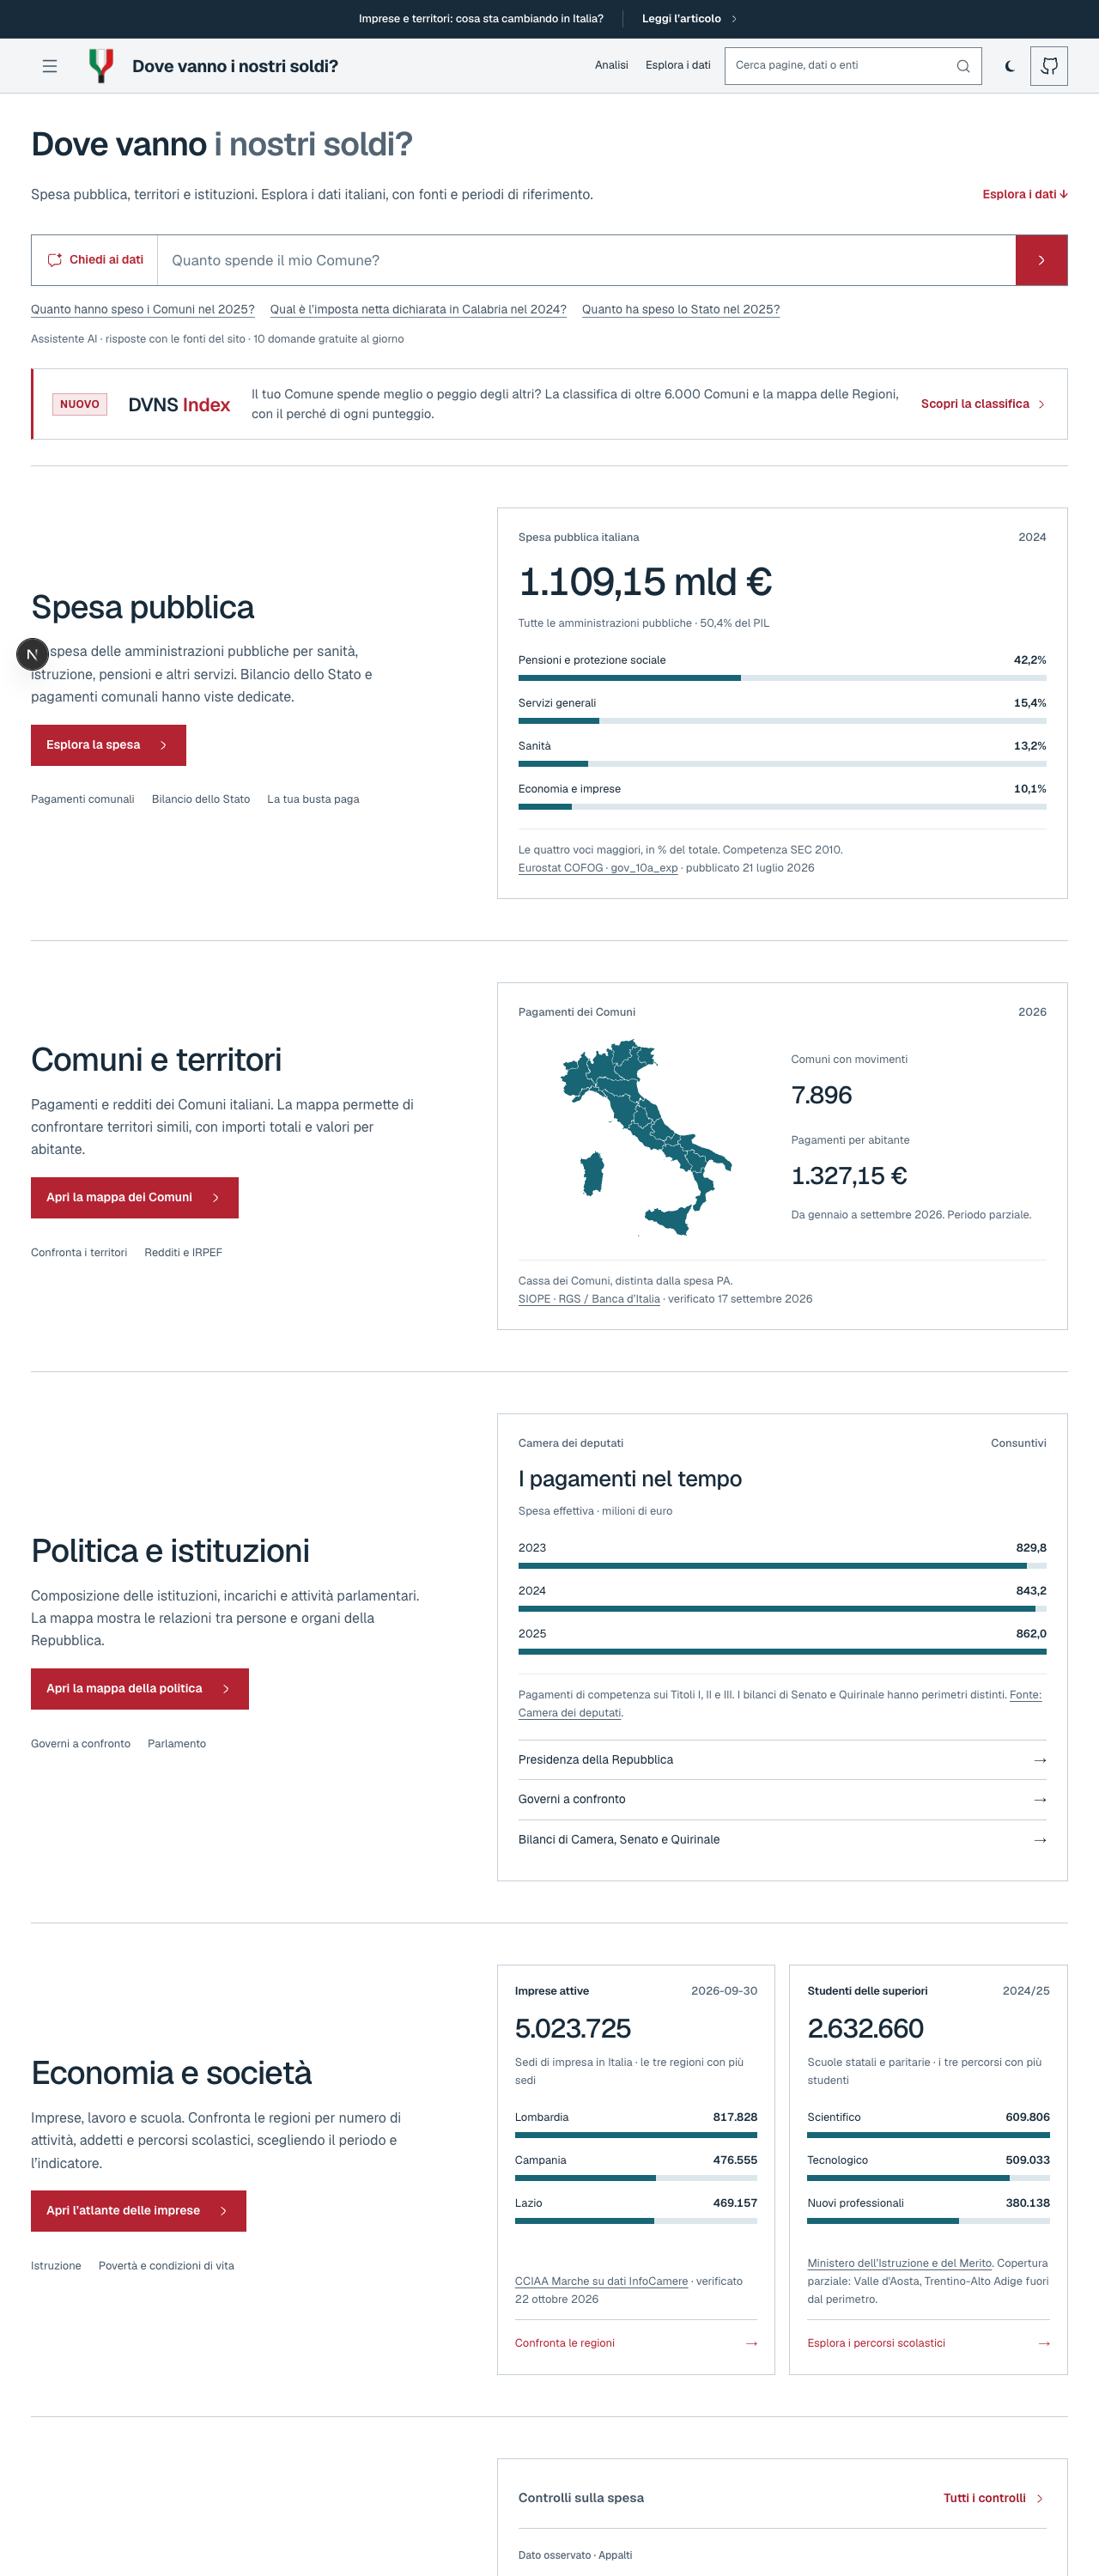 Imprese e territori: cosa sta cambiando in Italia? Leggi l'articolo
Dove vanno i nostri soldi?
Analisi Esplora i dati Cerca pagine, dati o enti
Dove vanno i nostri soldi?
Spesa pubblica, territori e istituzioni. Esplora i dati italiani, con fonti e periodi di riferimento.
Esplora i dati ↓
Chiedi ai dati Quanto spende il mio Comune?
Quanto hanno speso i Comuni nel 2025? Qual è l'imposta netta dichiarata in Calabria nel 2024? Quanto ha speso lo Stato nel 2025?
Assistente AI · risposte con le fonti del sito · 10 domande gratuite al giorno
NUOVO DVNS Index
Il tuo Comune spende meglio o peggio degli altri? La classifica di oltre 6.000 Comuni e la mappa delle Regioni,
con il perché di ogni punteggio.
Scopri la classifica
Spesa pubblica
spesa delle amministrazioni pubbliche per sanità,
istruzione, pensioni e altri servizi. Bilancio dello Stato e
pagamenti comunali hanno viste dedicate.
Esplora la spesa
Pagamenti comunali Bilancio dello Stato La tua busta paga
Spesa pubblica italiana 2024
1.109,15 mld €
Tutte le amministrazioni pubbliche · 50,4% del PIL
Pensioni e protezione sociale 42,2%
Servizi generali 15,4%
Sanità 13,2%
Economia e imprese 10,1%
Le quattro voci maggiori, in % del totale. Competenza SEC 2010.
Eurostat COFOG · gov_10a_exp · pubblicato 21 luglio 2026
Comuni e territori
Pagamenti e redditi dei Comuni italiani. La mappa permette di
confrontare territori simili, con importi totali e valori per
abitante.
Apri la mappa dei Comuni
Confronta i territori Redditi e IRPEF
Pagamenti dei Comuni 2026
Comuni con movimenti
7.896
Pagamenti per abitante
1.327,15 €
Da gennaio a settembre 2026. Periodo parziale.
Cassa dei Comuni, distinta dalla spesa PA.
SIOPE · RGS / Banca d'Italia · verificato 17 settembre 2026
Politica e istituzioni
Composizione delle istituzioni, incarichi e attività parlamentari.
La mappa mostra le relazioni tra persone e organi della
Repubblica.
Apri la mappa della politica
Governi a confronto Parlamento
Camera dei deputati Consuntivi
I pagamenti nel tempo
Spesa effettiva · milioni di euro
2023 829,8
2024 843,2
2025 862,0
Pagamenti di competenza sui Titoli I, II e III. I bilanci di Senato e Quirinale hanno perimetri distinti. Fonte:
Camera dei deputati.
Presidenza della Repubblica →
Governi a confronto →
Bilanci di Camera, Senato e Quirinale →
Economia e società
Imprese, lavoro e scuola. Confronta le regioni per numero di
attività, addetti e percorsi scolastici, scegliendo il periodo e
l'indicatore.
Apri l'atlante delle imprese
Istruzione Povertà e condizioni di vita
Imprese attive 2026-09-30
5.023.725
Sedi di impresa in Italia · le tre regioni con più
sedi
Lombardia 817.828
Campania 476.555
Lazio 469.157
CCIAA Marche su dati InfoCamere · verificato
22 ottobre 2026
Confronta le regioni →
Studenti delle superiori 2024/25
2.632.660
Scuole statali e paritarie · i tre percorsi con più
studenti
Scientifico 609.806
Tecnologico 509.033
Nuovi professionali 380.138
Ministero dell'Istruzione e del Merito. Copertura
parziale: Valle d'Aosta, Trentino-Alto Adige fuori
dal perimetro.
Esplora i percorsi scolastici →
Controlli sulla spesa Tutti i controlli
Dato osservato · Appalti